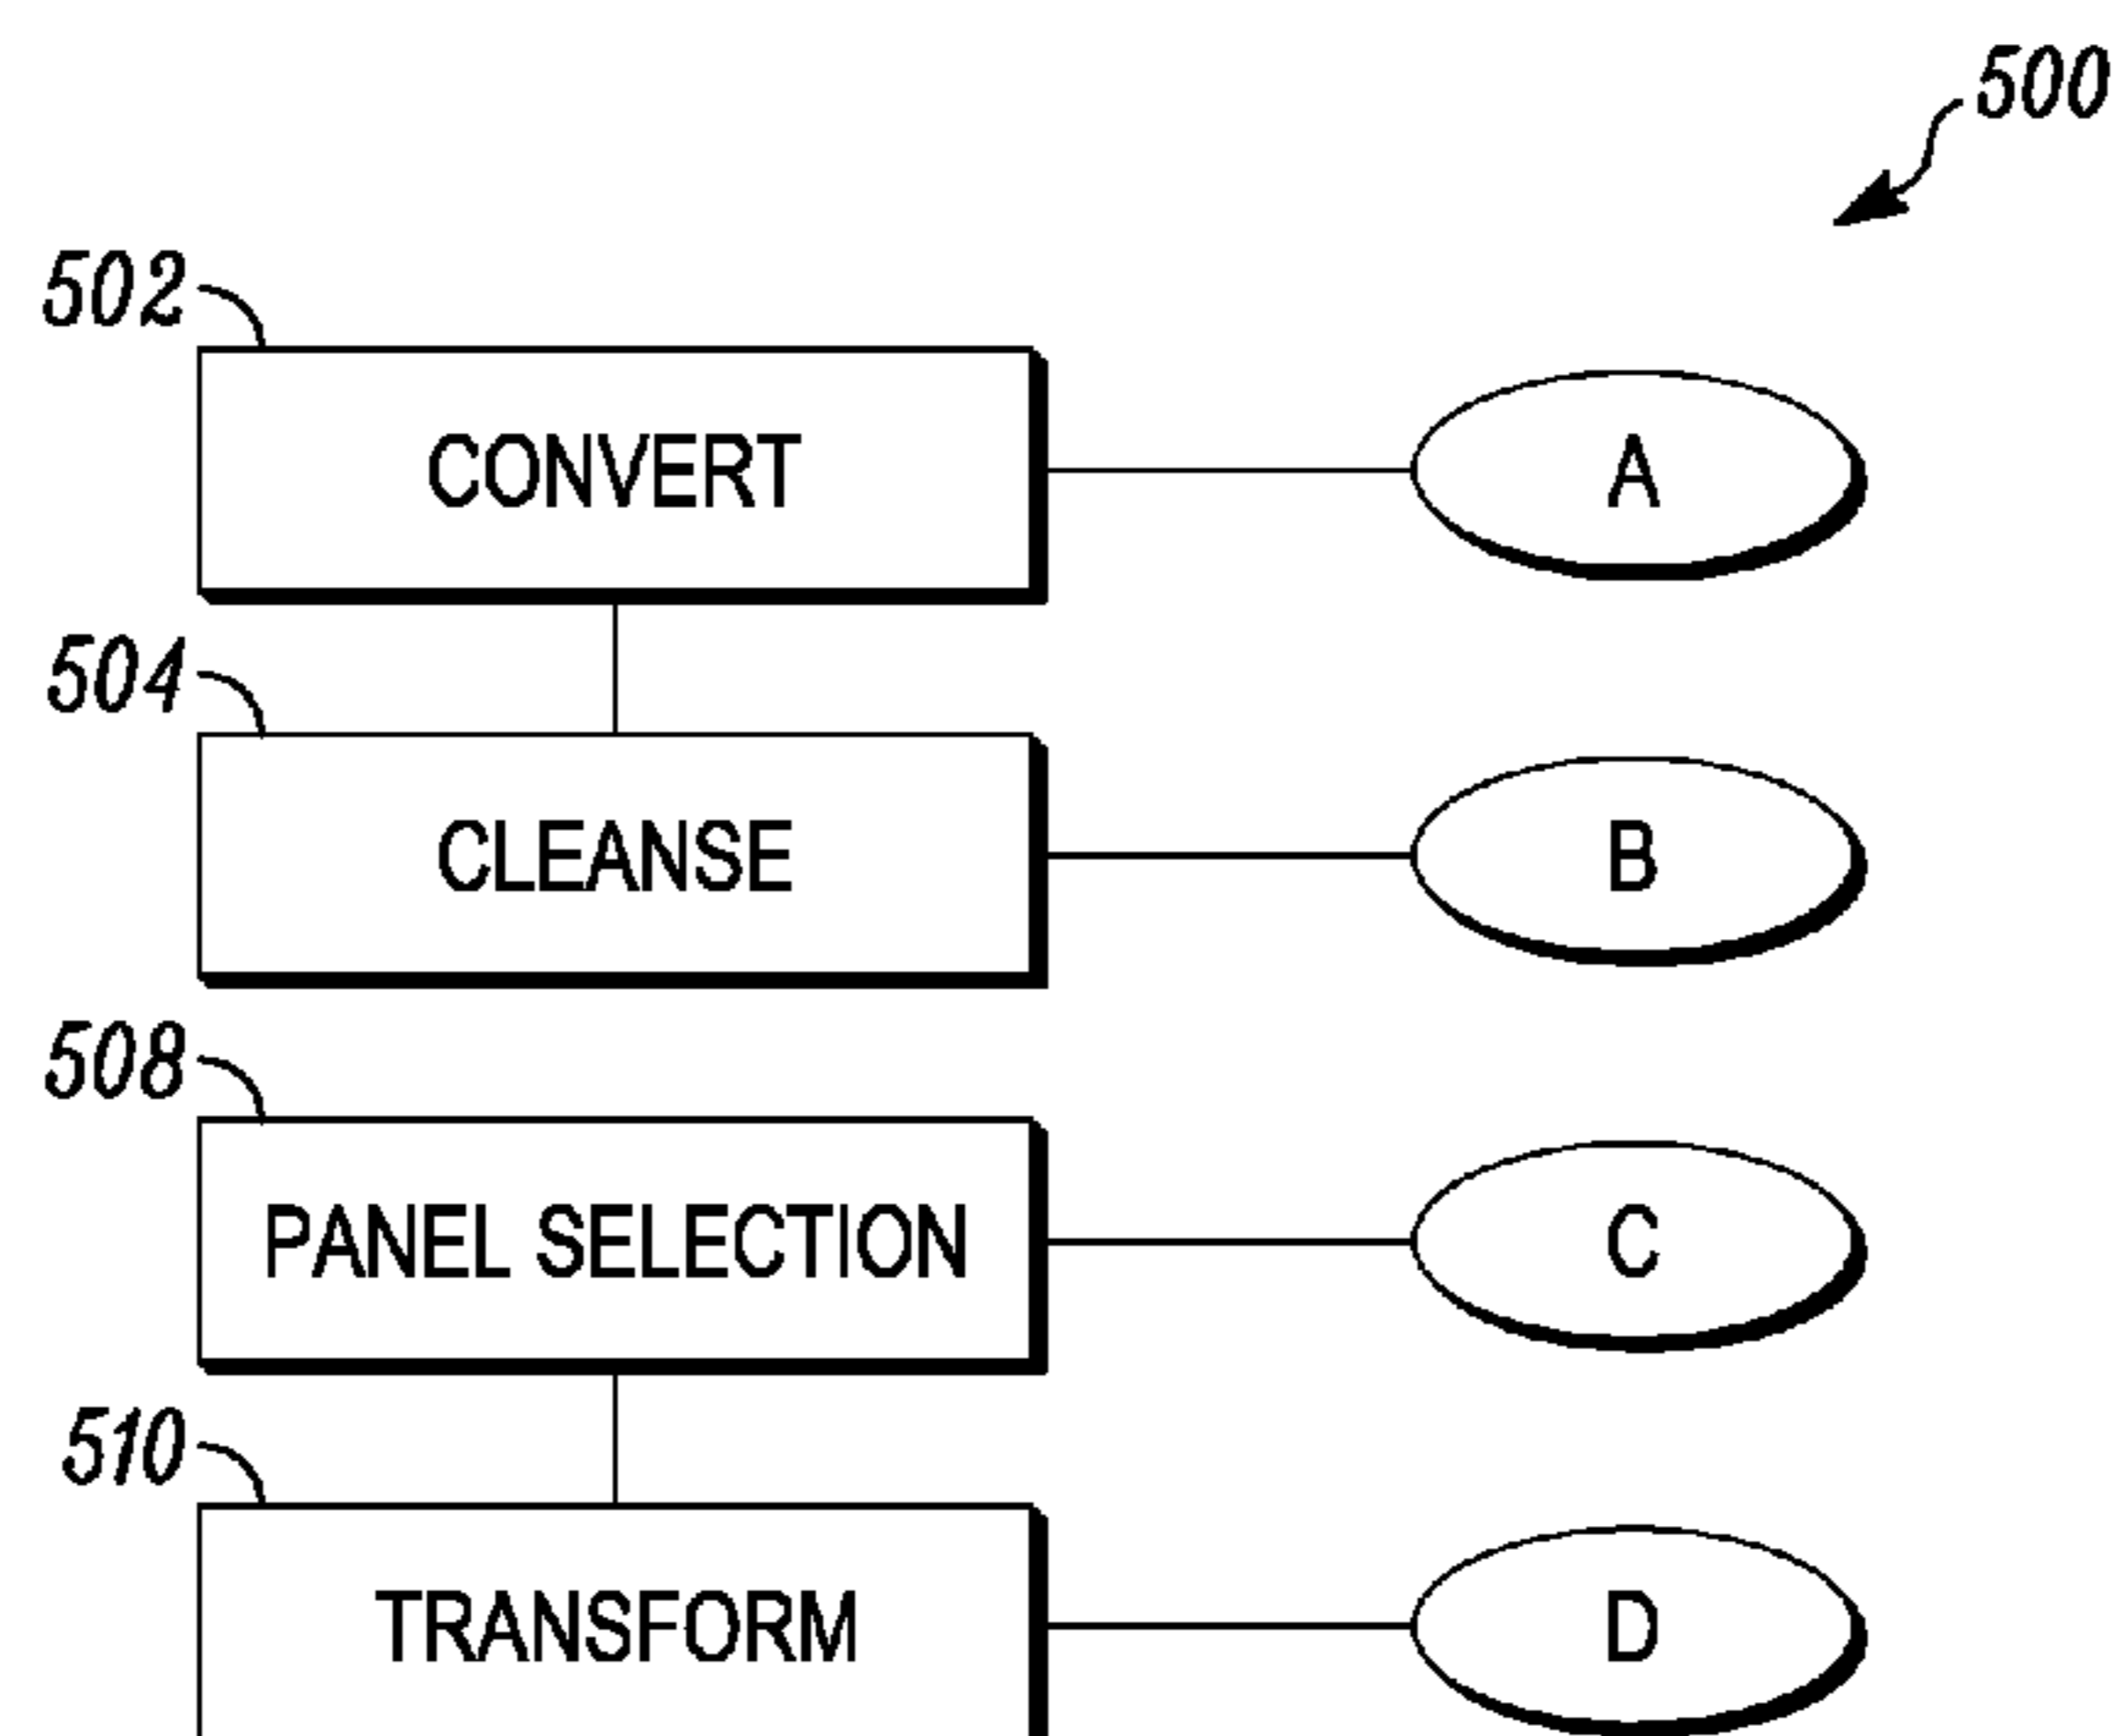 500
502
CONVERT
A
504
CLEANSE
B
508
PANEL SELECTION
C
510
TRANSFORM
D